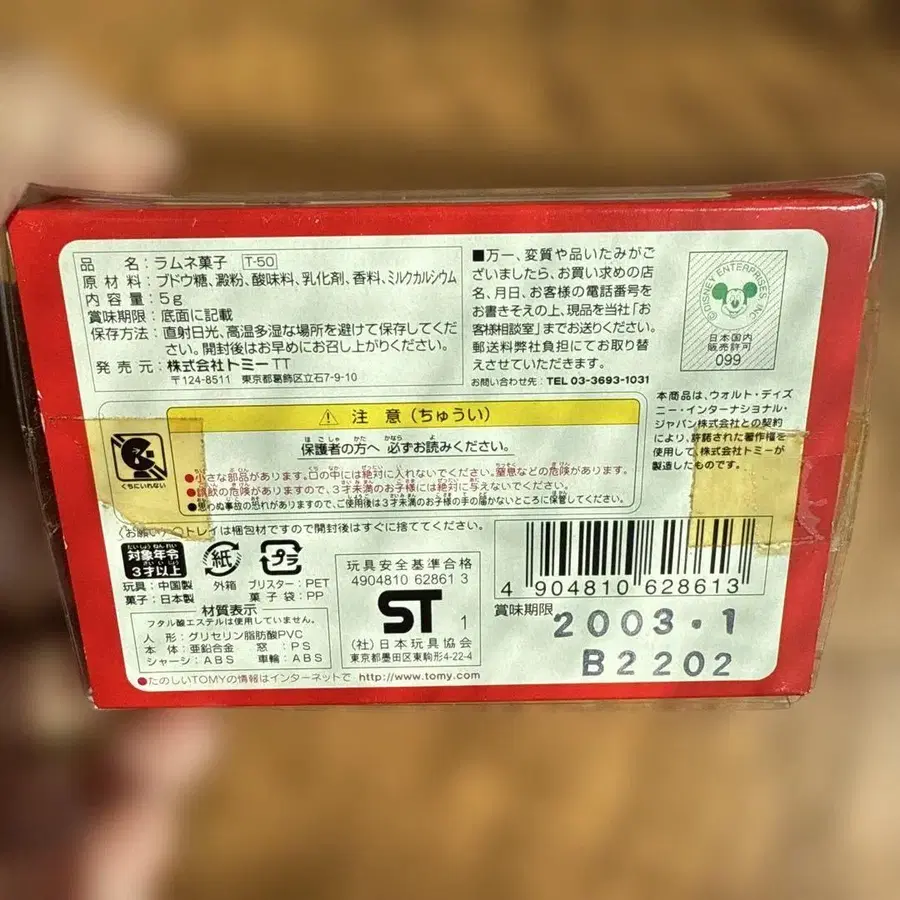 品名：ラムネ菓子 T-50
原材料：ブドウ糖、澱粉、酸味料、乳化剤、香料、ミルクカルシウム
内容量：5g
賞味期限：底面に記載
保存方法：直射日光、高温多湿な場所を避けて保存してくださ
い。開封後はお早めにお召し上がりください。
発売元：株式会社トミーTT
〒124-8511 東京都葛飾区立石7-9-10
■万一、変質や品いたみがご
ざいましたら、お買い求めの店
名、月日、お客様の電話番号を
お書きそえの上、現品を当社「お
客様相談室」までお送りください。
郵送料弊社負担にてお取り替
えさせていただきます。
お問い合わせ先：TEL 03-3693-1031
©DISNEY ENTERPRISES, INC
日本国内
販売許可
099
本商品は、ウォルト・ディズ
ニー・インターナショナル・
ジャパン株式会社との契約
により、許諾された著作権を
使用して、株式会社トミーが
製造したものです。
⚠ 注意（ちゅうい）
保護者の方へ 必ずお読みください。
●小さな部品があります。口の中には絶対に入れないでください。窒息などの危険があります。
●誤飲の危険がありますので、3才未満のお子様には絶対に与えないでください。
●思わぬ事故の恐れがありますので、ご使用後は3才未満のお子様の手の届かないところに保管してください。
くちにいれない
トレイは梱包材ですので開封後はすぐに捨ててください。
たいしょうねんれい
対象年令
3才以上
紙
外箱
プラ
ブリスター：PET
菓子袋：PP
玩具：中国製
菓子：日本製
材質表示
フタル酸エステルは使用していません。
人形：グリセリン脂肪酸PVC
本体：亜鉛合金 窓：PS
シャーシ：ABS 車輪：ABS
玩具安全基準合格
4904810 62861 3
ST 1
（社）日本玩具協会
東京都墨田区東駒形4-22-4
4 904810 628613
賞味期限
2003.1
B2202
●たのしいTOMYの情報はインターネットで http://www.tomy.com